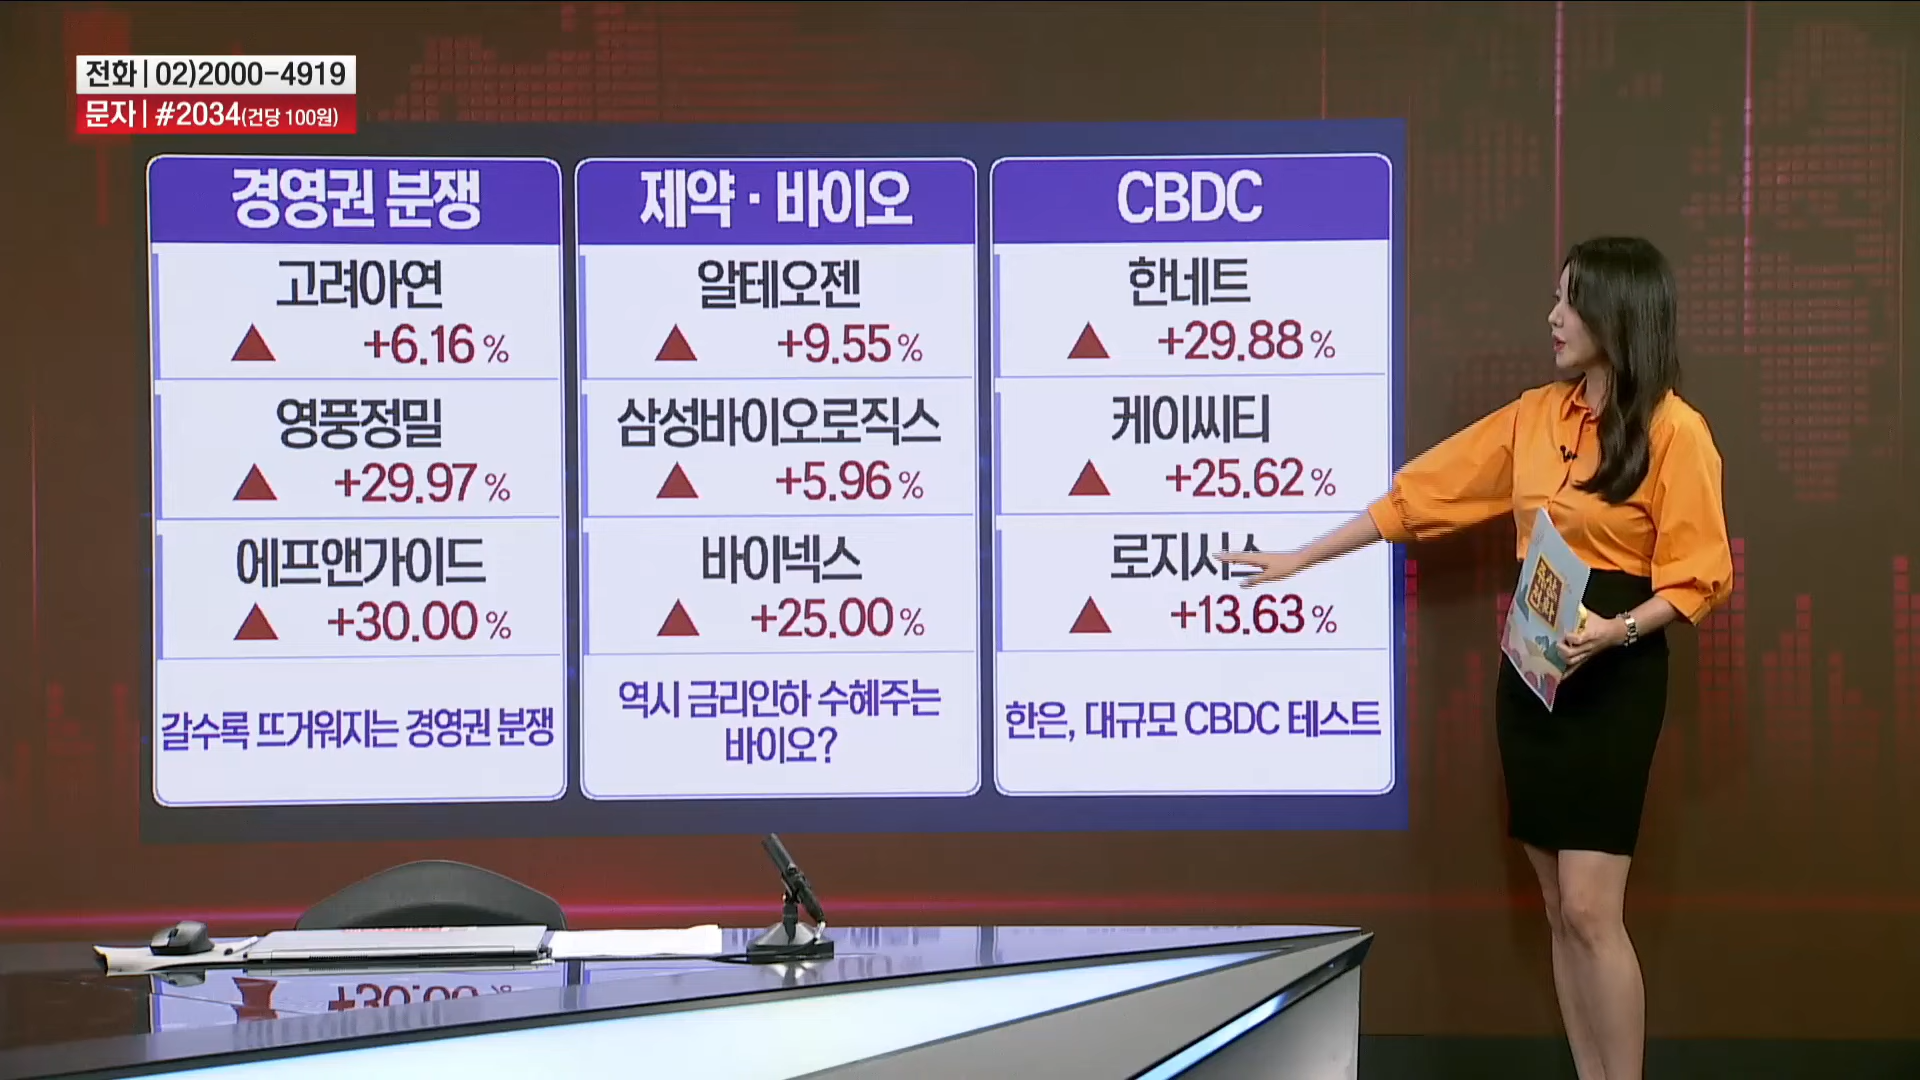 전화 | 02)2000-4919
문자 | #2034(건당 100원)
경영권 분쟁
고려아연
▲ +6.16 %
영풍정밀
▲ +29.97 %
에프앤가이드
▲ +30.00 %
갈수록 뜨거워지는 경영권 분쟁
제약·바이오
알테오젠
▲ +9.55 %
삼성바이오로직스
▲ +5.96 %
바이넥스
▲ +25.00 %
역시 금리인하 수혜주는
바이오?
CBDC
한네트
▲ +29.88 %
케이씨티
▲ +25.62 %
로지시스
▲ +13.63 %
한은, 대규모 CBDC 테스트
+30.00 %